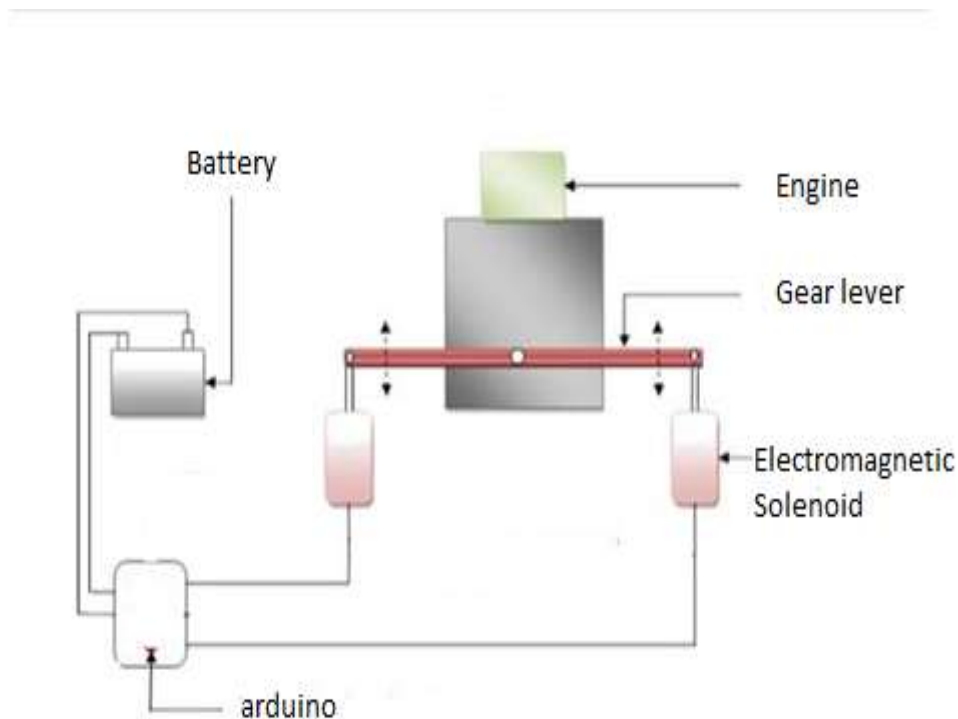 Battery
Engine
Gear lever
Electromagnetic
Solenoid
arduino